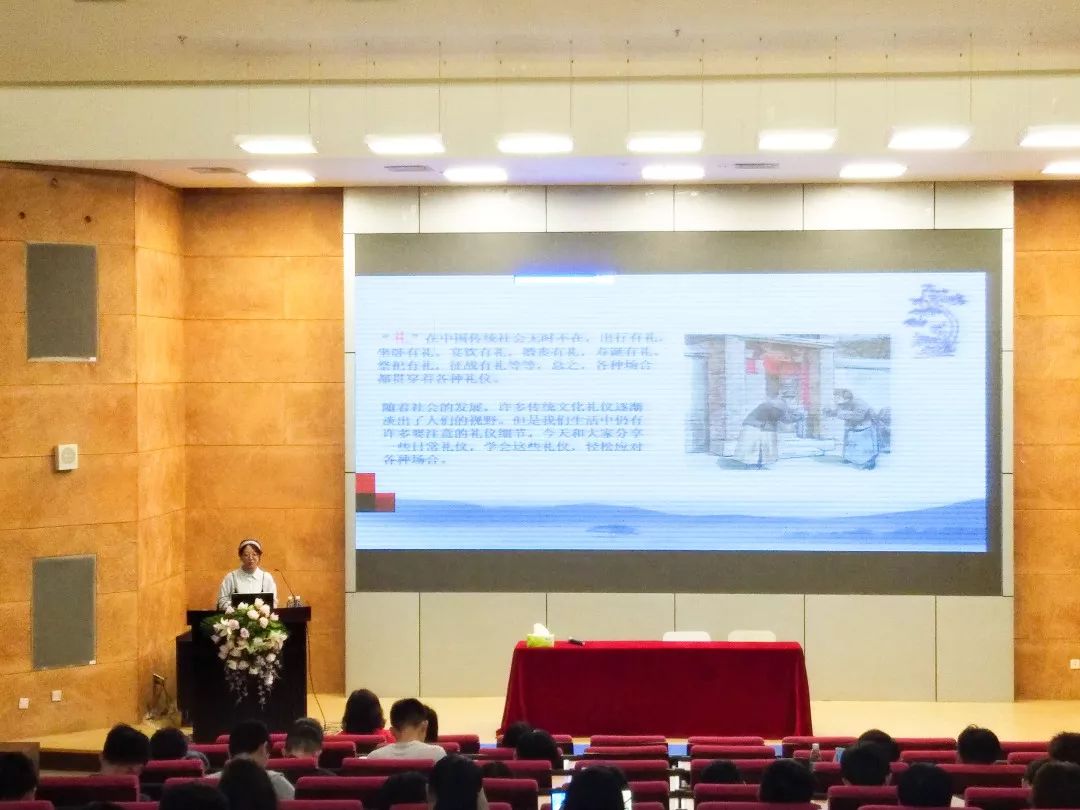 “礼”在中国传统社会无时不在，出行有礼，
坐卧有礼，宴饮有礼，婚丧有礼，寿诞有礼，
祭祀有礼，征战有礼等等，总之，各种场合
都贯穿着各种礼仪。
随着社会的发展，许多传统文化礼仪逐渐
淡出了人们的视野。但是我们生活中仍有
许多要注意的礼仪细节，今天和大家分享
一些日常礼仪，学会这些礼仪，轻松应对
各种场合。